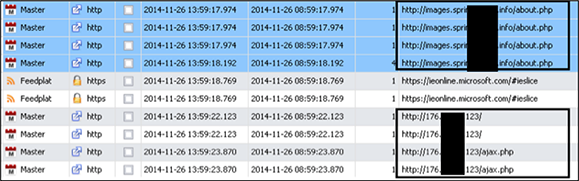 Master http 2014-11-26 13:59:17.974 2014-11-26 08:59:17.974 1 http://images.sprin .info/about.php
Master http 2014-11-26 13:59:17.974 2014-11-26 08:59:17.974 1 http://images.sprin .info/about.php
Master http 2014-11-26 13:59:17.974 2014-11-26 08:59:17.974 1 http://images.sprin .info/about.php
Master http 2014-11-26 13:59:18.192 2014-11-26 08:59:18.192 4 http://images.sprin .info/about.php
Feedplat https 2014-11-26 13:59:18.769 2014-11-26 08:59:18.769 1 https://ieonline.microsoft.com/#ieslice
Feedplat https 2014-11-26 13:59:18.769 2014-11-26 08:59:18.769 1 https://ieonline.microsoft.com/#ieslice
Master http 2014-11-26 13:59:22.123 2014-11-26 08:59:22.123 1 http://176. 123/
Master http 2014-11-26 13:59:22.123 2014-11-26 08:59:22.123 1 http://176. 123/
Master http 2014-11-26 13:59:23.870 2014-11-26 08:59:23.870 1 http://176. 123/ajax.php
Master http 2014-11-26 13:59:23.870 2014-11-26 08:59:23.870 1 http://176. 123/ajax.php